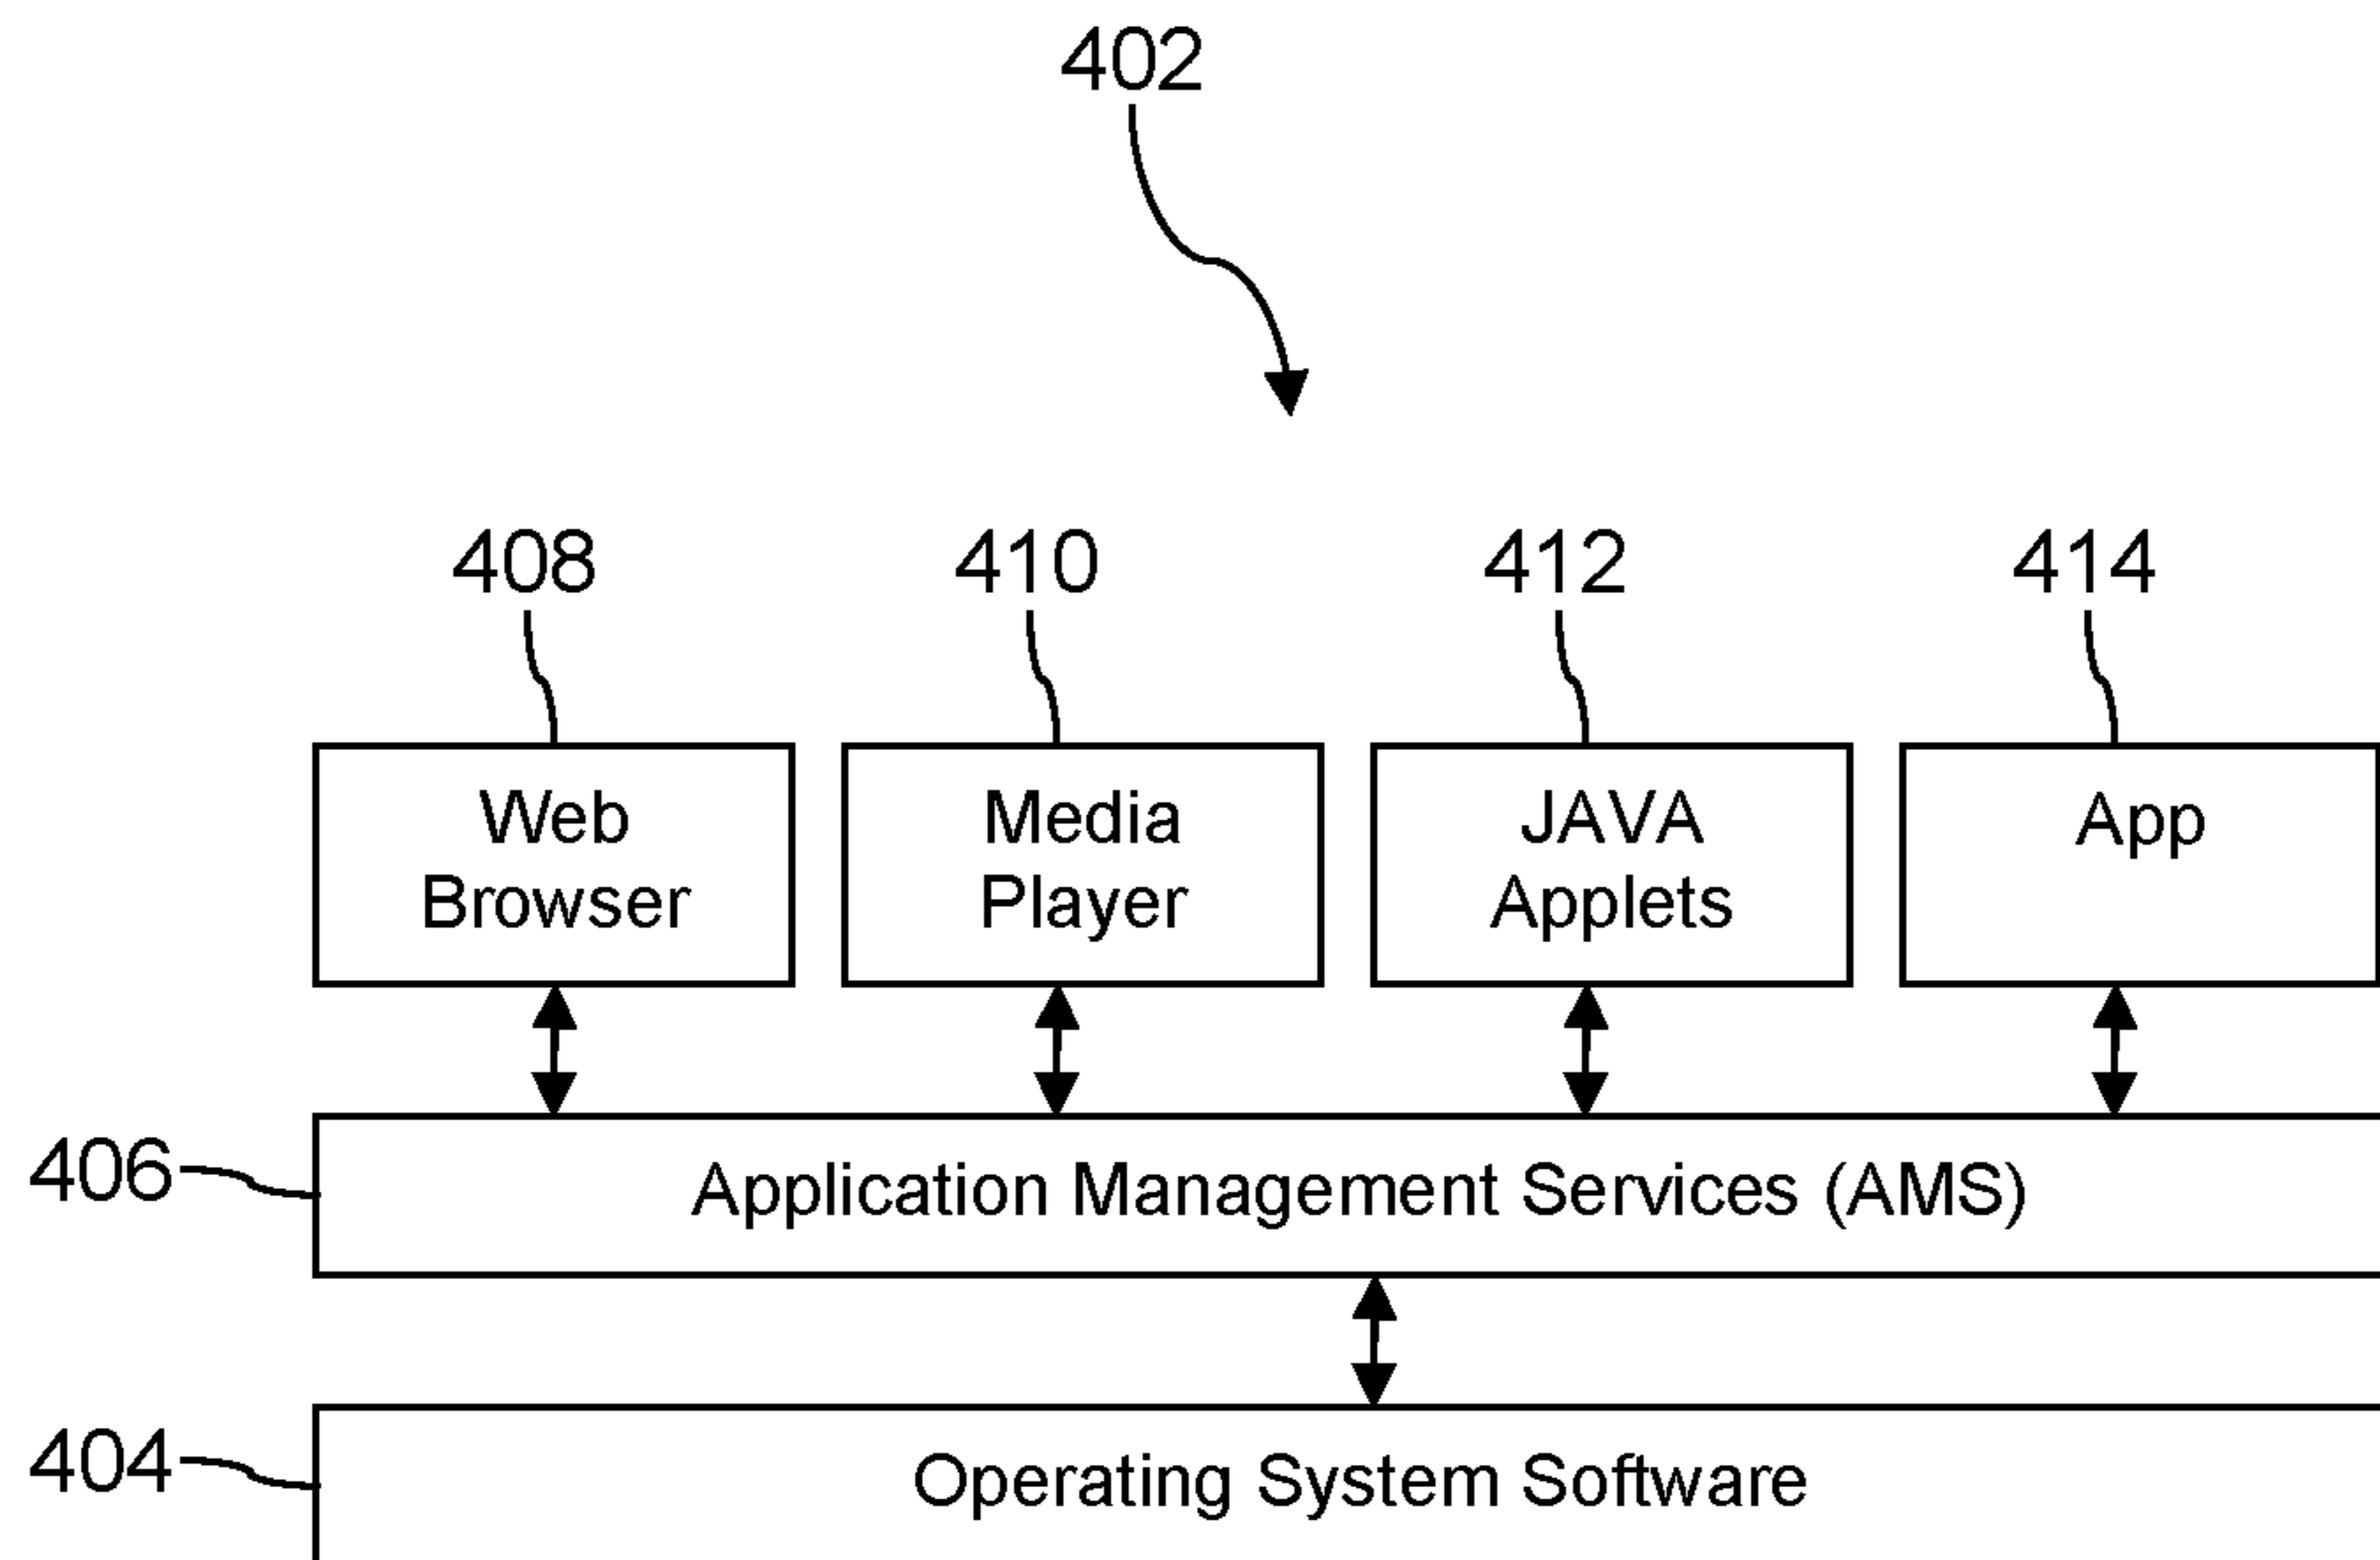 402
408 410 412 414
Web Browser
Media Player
JAVA Applets
App
406
Application Management Services (AMS)
404
Operating System Software